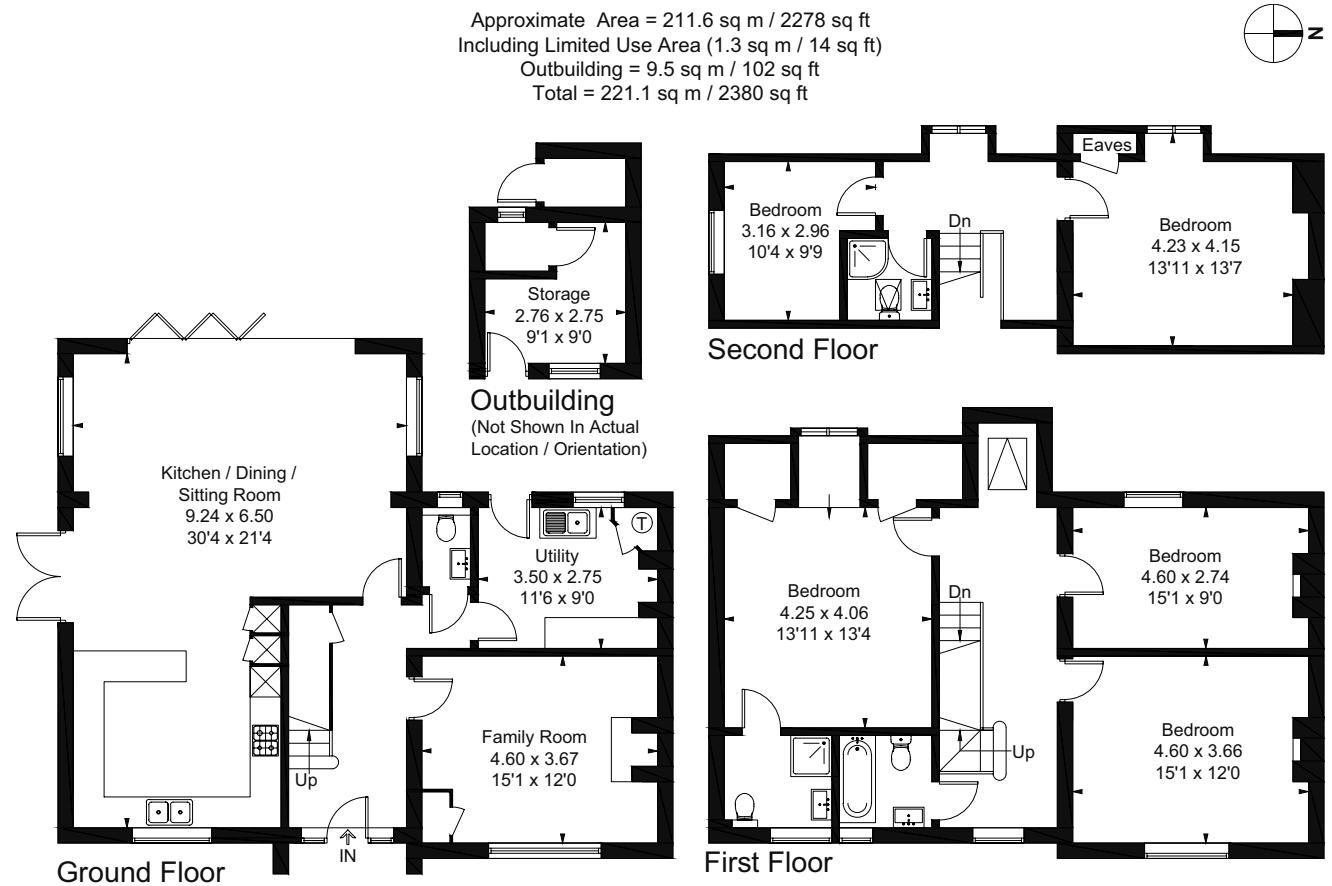 Approximate Area = 211.6 sq m / 2278 sq ft
Including Limited Use Area (1.3 sq m / 14 sq ft)
Outbuilding = 9.5 sq m / 102 sq ft
Total = 221.1 sq m / 2380 sq ft
N
Storage
2.76 x 2.75
9'1 x 9'0
Outbuilding
(Not Shown In Actual
Location / Orientation)
Eaves
Bedroom
3.16 x 2.96
10'4 x 9'9
Dn
Bedroom
4.23 x 4.15
13'11 x 13'7
Second Floor
Kitchen / Dining /
Sitting Room
9.24 x 6.50
30'4 x 21'4
T
Utility
3.50 x 2.75
11'6 x 9'0
Family Room
4.60 x 3.67
15'1 x 12'0
Up
IN
Ground Floor
Bedroom
4.25 x 4.06
13'11 x 13'4
Dn
Bedroom
4.60 x 2.74
15'1 x 9'0
Up
Bedroom
4.60 x 3.66
15'1 x 12'0
First Floor